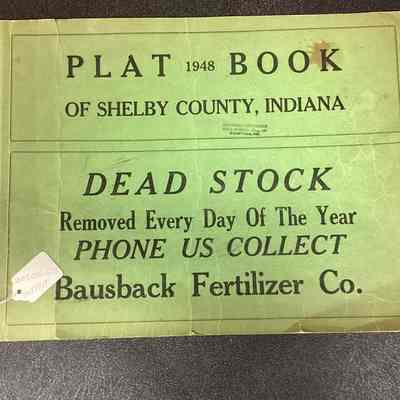 PLAT 1948 BOOK
OF SHELBY COUNTY, INDIANA
DEAD STOCK
Removed Every Day Of The Year
PHONE US COLLECT
Bausback Fertilizer Co.